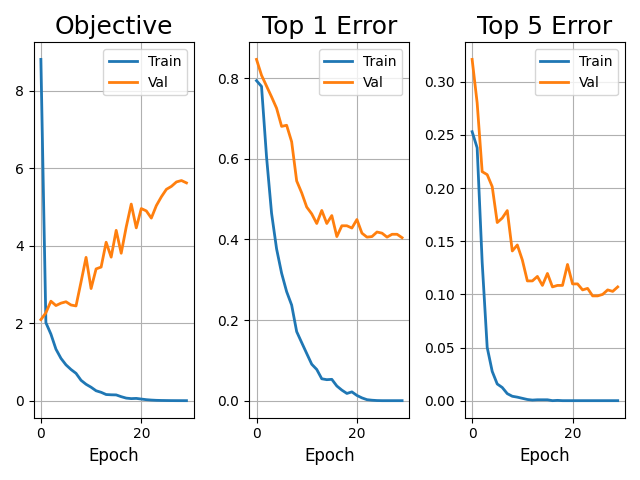 Objective
Top 1 Error
Top 5 Error
Train
Val
Train
Val
Train
Val
8
6
4
2
0
0.8
0.6
0.4
0.2
0.0
0.30
0.25
0.20
0.15
0.10
0.05
0.00
0 20
0 20
0 20
Epoch
Epoch
Epoch